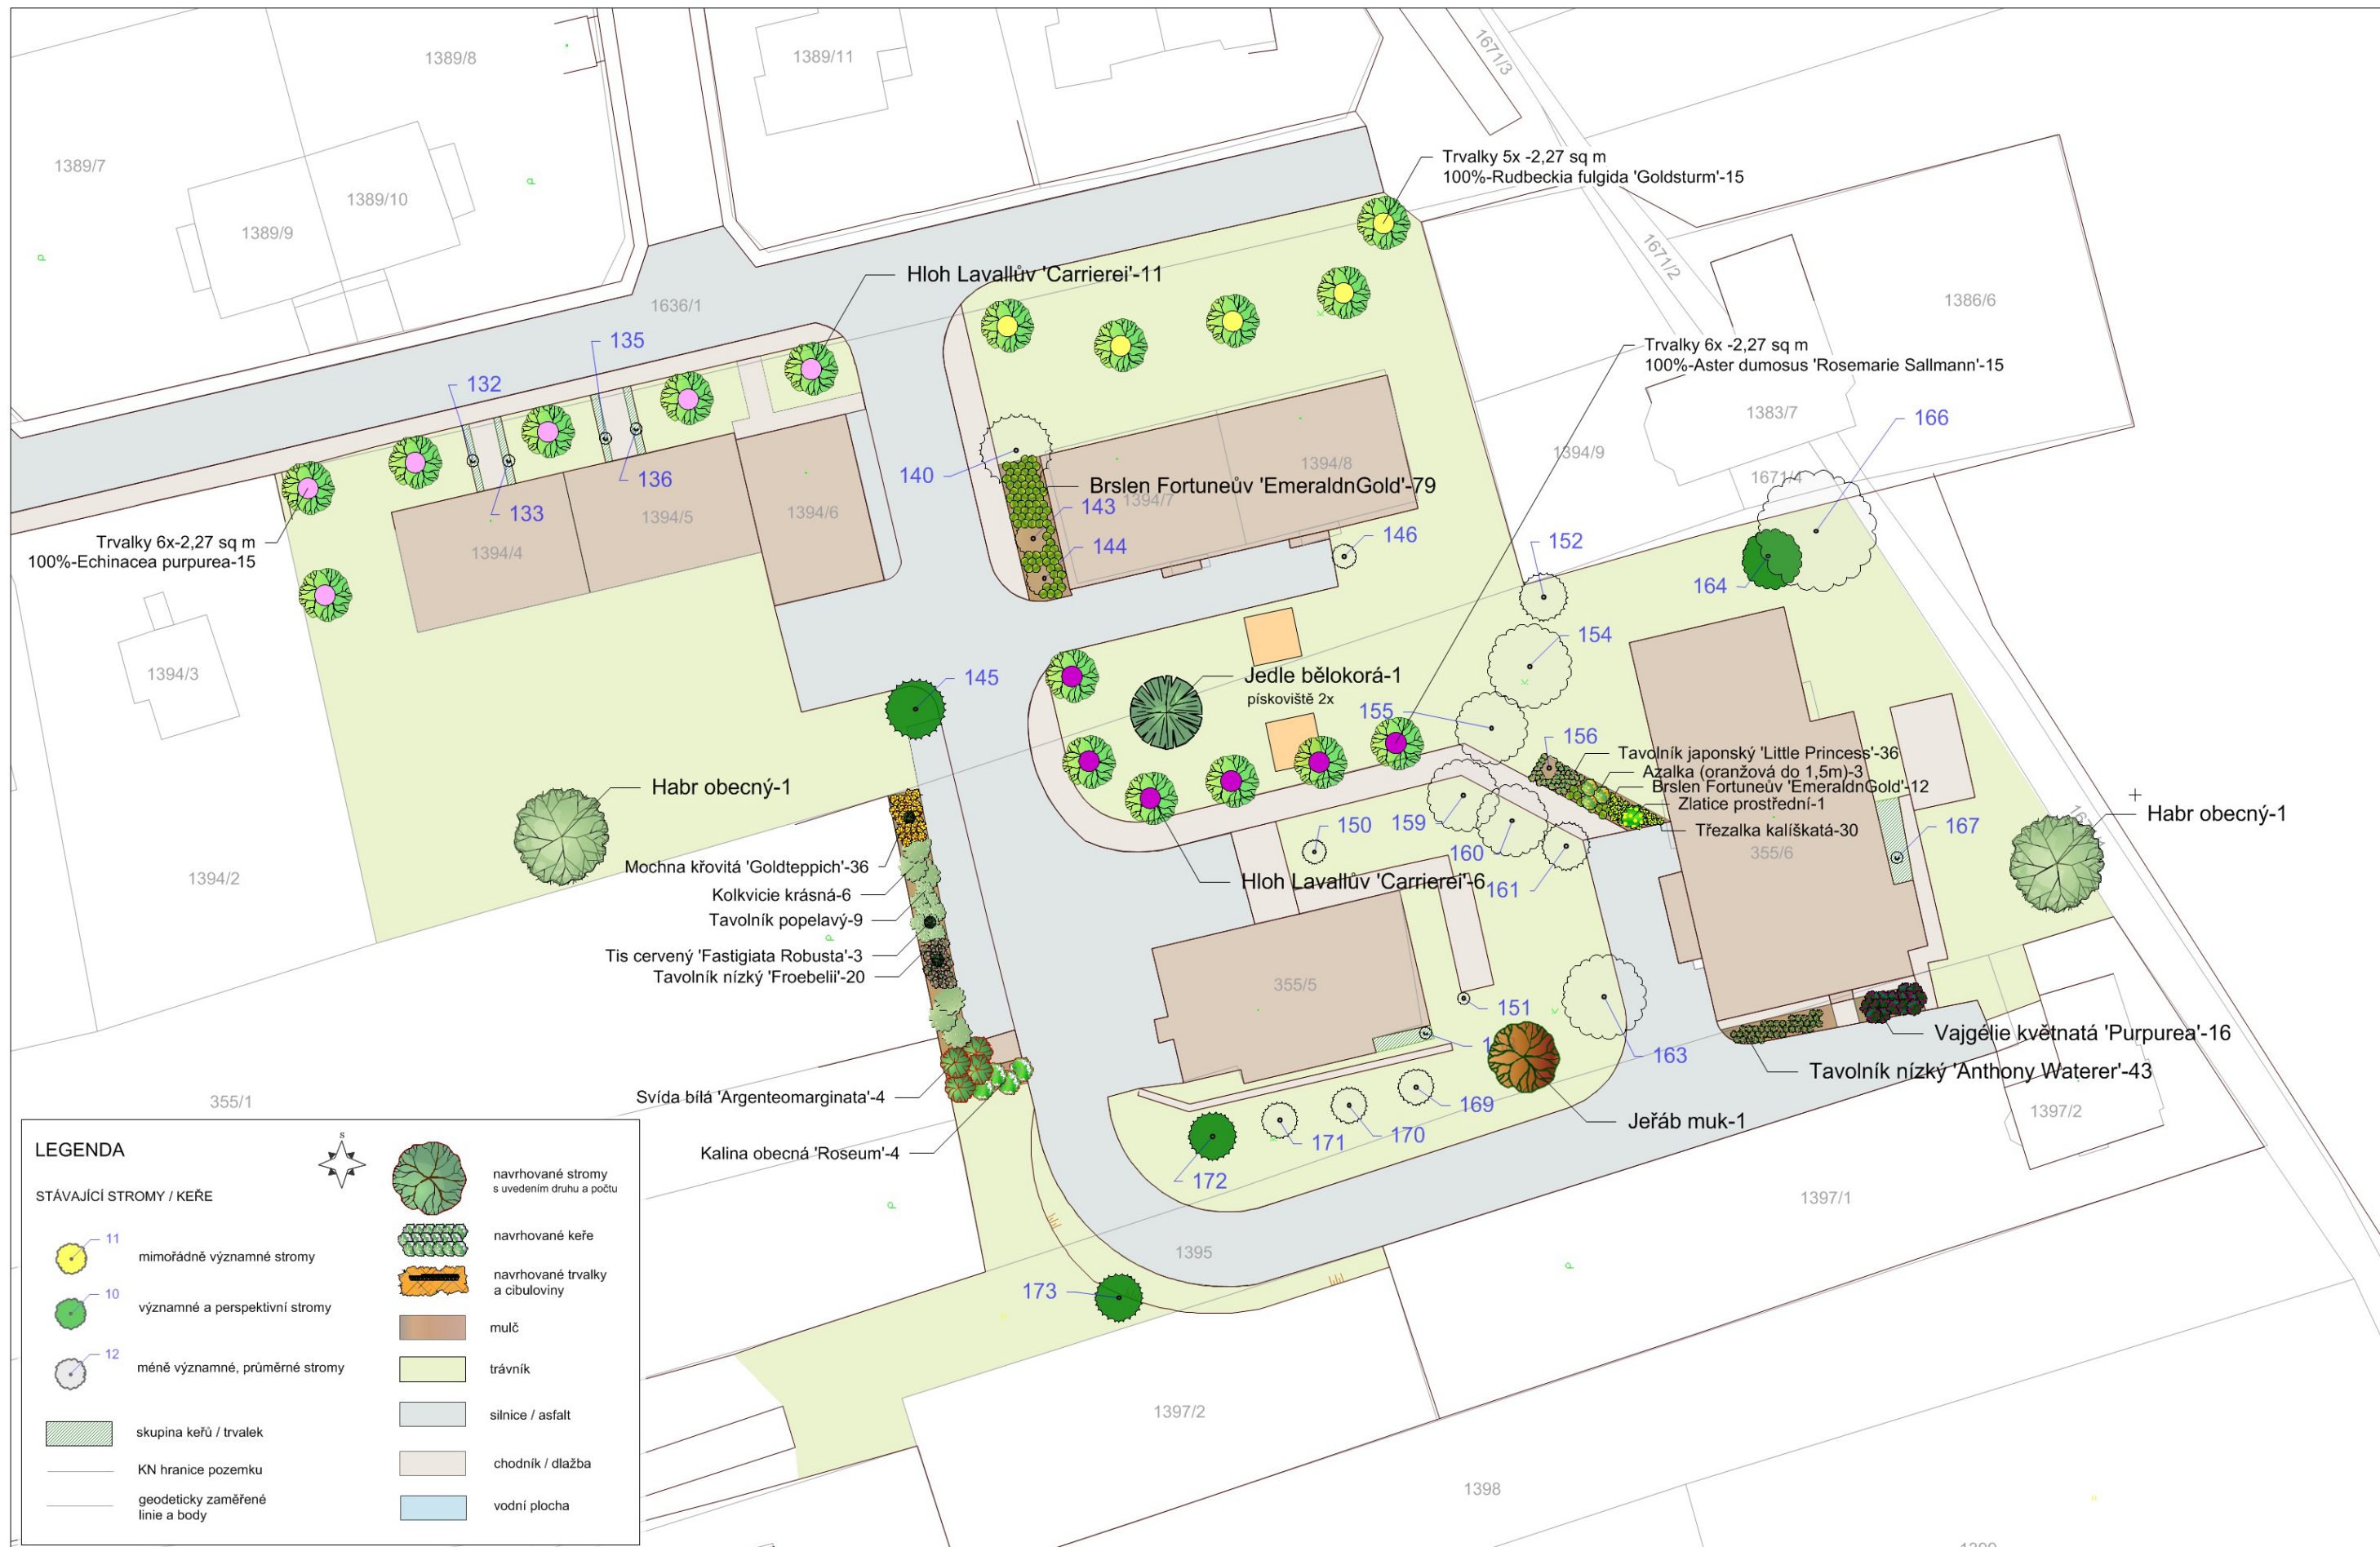 1389/8
1389/11
1671/3
1389/7
1389/10
1389/9
Trvalky 5x -2,27 sq m
100%-Rudbeckia fulgida 'Goldsturm'-15
1671/2
1386/6
1636/1
Hloh Lavallův 'Carrierei'-11
135
132
Trvalky 6x -2,27 sq m
100%-Aster dumosus 'Rosemarie Sallmann'-15
1383/7
166
1394/9
140
136
133
1394/8
Brslen Fortuneův 'EmeraldnGold'-79
143
1394/7
1671/4
1394/6
1394/5
1394/4
Trvalky 6x-2,27 sq m
100%-Echinacea purpurea-15
144
146
152
164
154
1394/3
145
Jedle bělokorá-1
pískoviště 2x
155
156
Tavolník japonský 'Little Princess'-36
Azalka (oranžová do 1,5m)-3
Brslen Fortuneův 'EmeraldnGold'-12
Zlatice prostřední-1
Třezalka kalíškatá-30
Habr obecný-1
Habr obecný-1
150
159
160
161
167
355/6
1394/2
Mochna křovitá 'Goldteppich'-36
Kolkvicie krásná-6
Tavolník popelavý-9
Tis červený 'Fastigiata Robusta'-3
Tavolník nízký 'Froebelii'-20
Hloh Lavallův 'Carrierei'-6
355/5
151
163
Vajgélie květnatá 'Purpurea'-16
Tavolník nízký 'Anthony Waterer'-43
Svída bílá 'Argenteomarginata'-4
Kalina obecná 'Roseum'-4
169
170
171
172
Jeřáb muk-1
1397/2
355/1
1397/1
1395
173
1397/2
1398
LEGENDA
S
STÁVAJÍCÍ STROMY / KEŘE
11
mimořádně významné stromy
10
významné a perspektivní stromy
12
méně významné, průměrné stromy
skupina keřů / trvalek
KN hranice pozemku
geodeticky zaměřené
linie a body
navrhované stromy
s uvedením druhu a počtu
navrhované keře
navrhované trvalky
a cibuloviny
mulč
trávník
silnice / asfalt
chodník / dlažba
vodní plocha